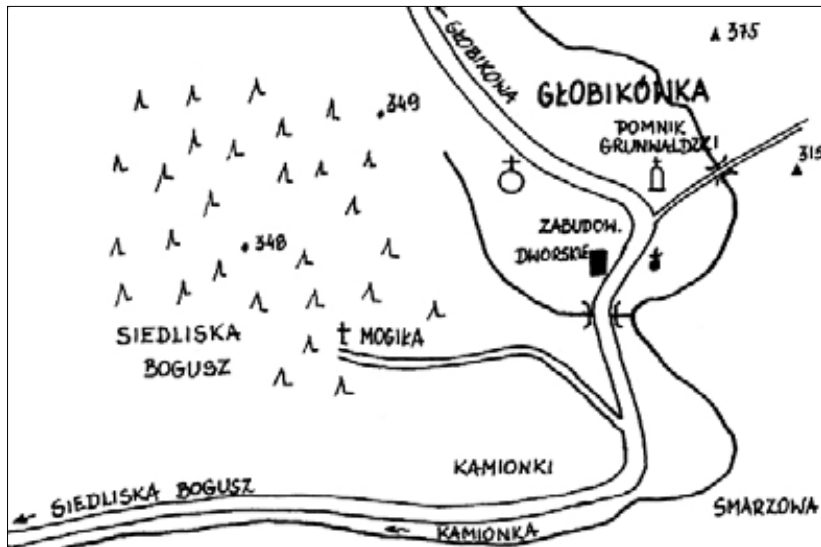 375
GŁOBIKOWA
349
GŁOBIKÓWKA
POMNIK
GRUNWALDZKI
315
ZABUDOW.
DWORSKIE
348
SIEDLISKA
BOGUSZ
MOGIŁA
KAMIONKI
SIEDLISKA BOGUSZ
KAMIONKA
SMARZOWA